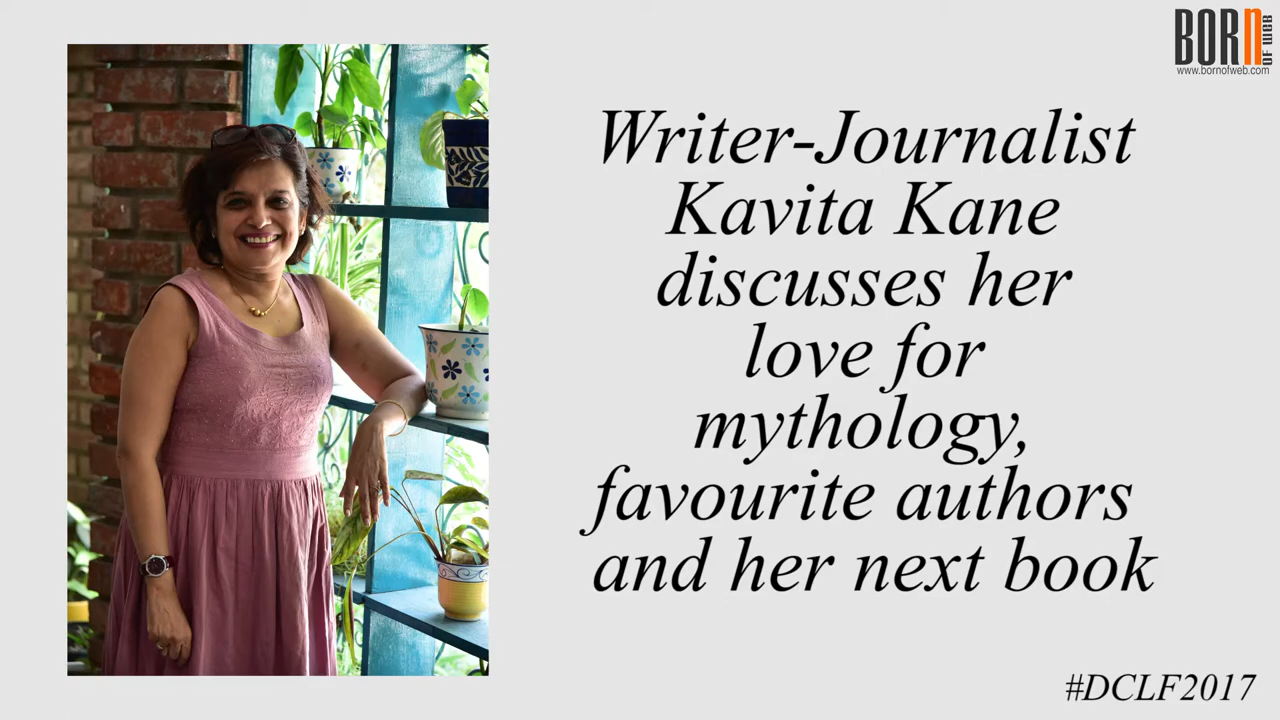 BORn
OF WEB
www.bornofweb.com
Writer-Journalist
Kavita Kane
discusses her
love for
mythology,
favourite authors
and her next book
#DCLF2017